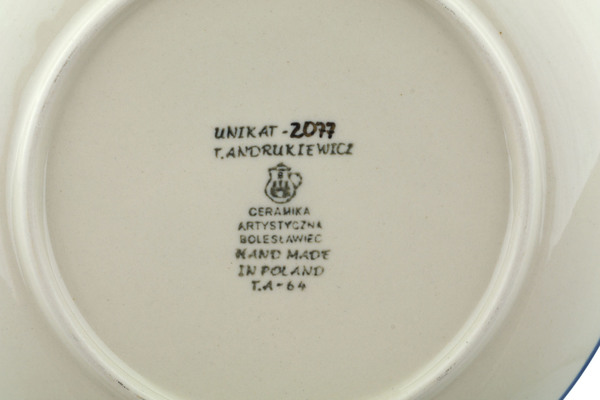 UNIKAT-2077
T.ANDRUKIEWICZ
CERAMIKA
ARTYSTYCZNA
BOLESŁAWIEC
HAND MADE
IN POLAND
T.A-64